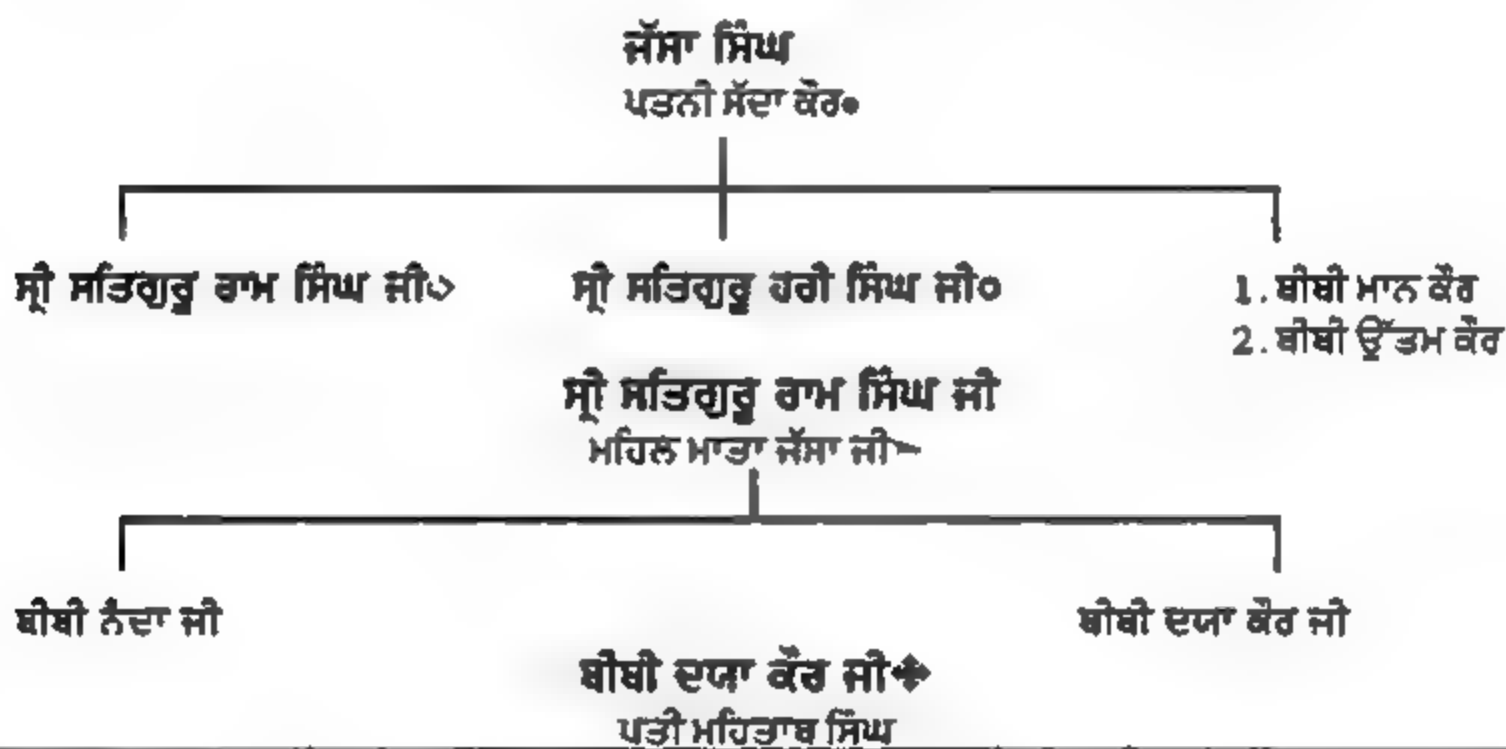 ਜੱਸਾ ਸਿੰਘ
ਪਤਨੀ ਸੱਦਾ ਕੌਰ
ਸ੍ਰੀ ਸਤਿਗੁਰੂ ਰਾਮ ਸਿੰਘ ਜੀ
ਸ੍ਰੀ ਸਤਿਗੁਰੂ ਹਰੀ ਸਿੰਘ ਜੀ
1. ਬੀਬੀ ਮਾਨ ਕੌਰ
2. ਬੀਬੀ ਉੱਤਮ ਕੌਰ
ਸ੍ਰੀ ਸਤਿਗੁਰੂ ਰਾਮ ਸਿੰਘ ਜੀ
ਮਹਿਲ ਮਾਤਾ ਜੱਸਾ ਜੀ
ਬੀਬੀ ਨੰਦਾ ਜੀ
ਬੀਬੀ ਦਯਾ ਕੌਰ ਜੀ
ਬੀਬੀ ਦਯਾ ਕੌਰ ਜੀ
ਪਤੀ ਮਹਿਤਾਬ ਸਿੰਘ